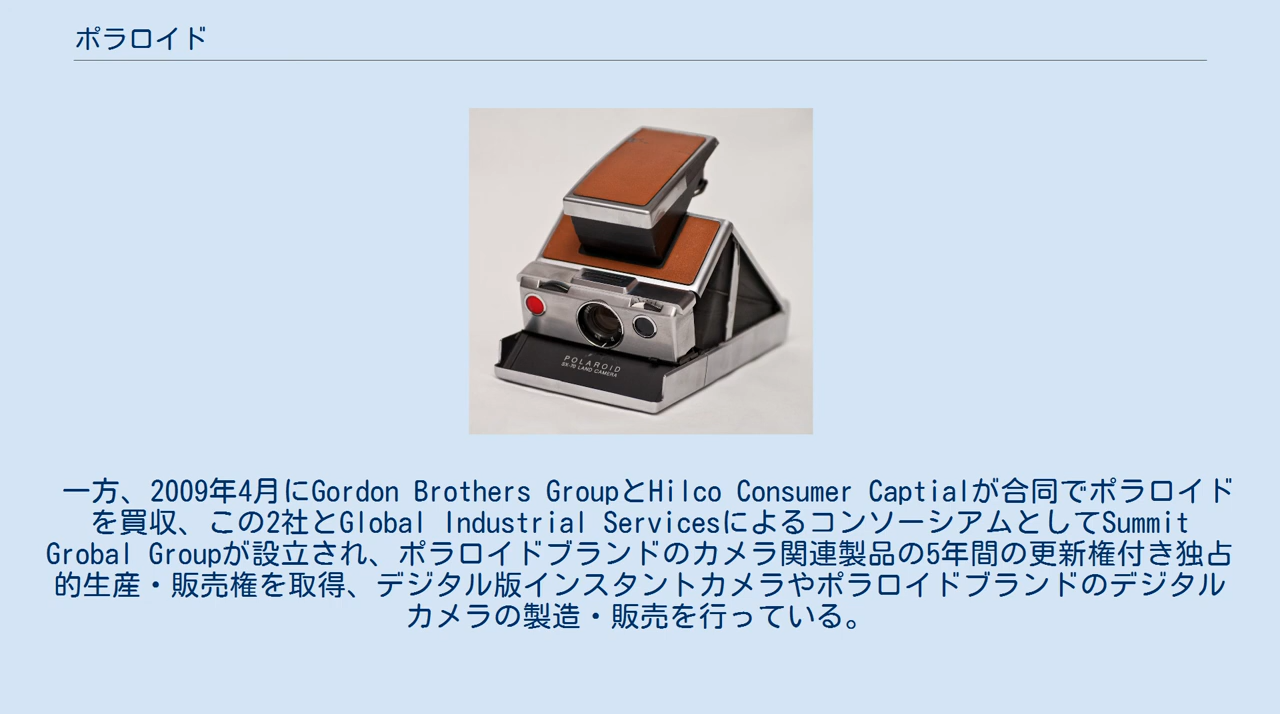 ポラロイド
POLAROID
SX-70 LAND CAMERA
一方、2009年4月にGordon Brothers GroupとHilco Consumer Captialが合同でポラロイド
を買収、この2社とGlobal Industrial ServicesによるコンソーシアムとしてSummit
Grobal Groupが設立され、ポラロイドブランドのカメラ関連製品の5年間の更新権付き独占
的生産・販売権を取得、デジタル版インスタントカメラやポラロイドブランドのデジタル
カメラの製造・販売を行っている。